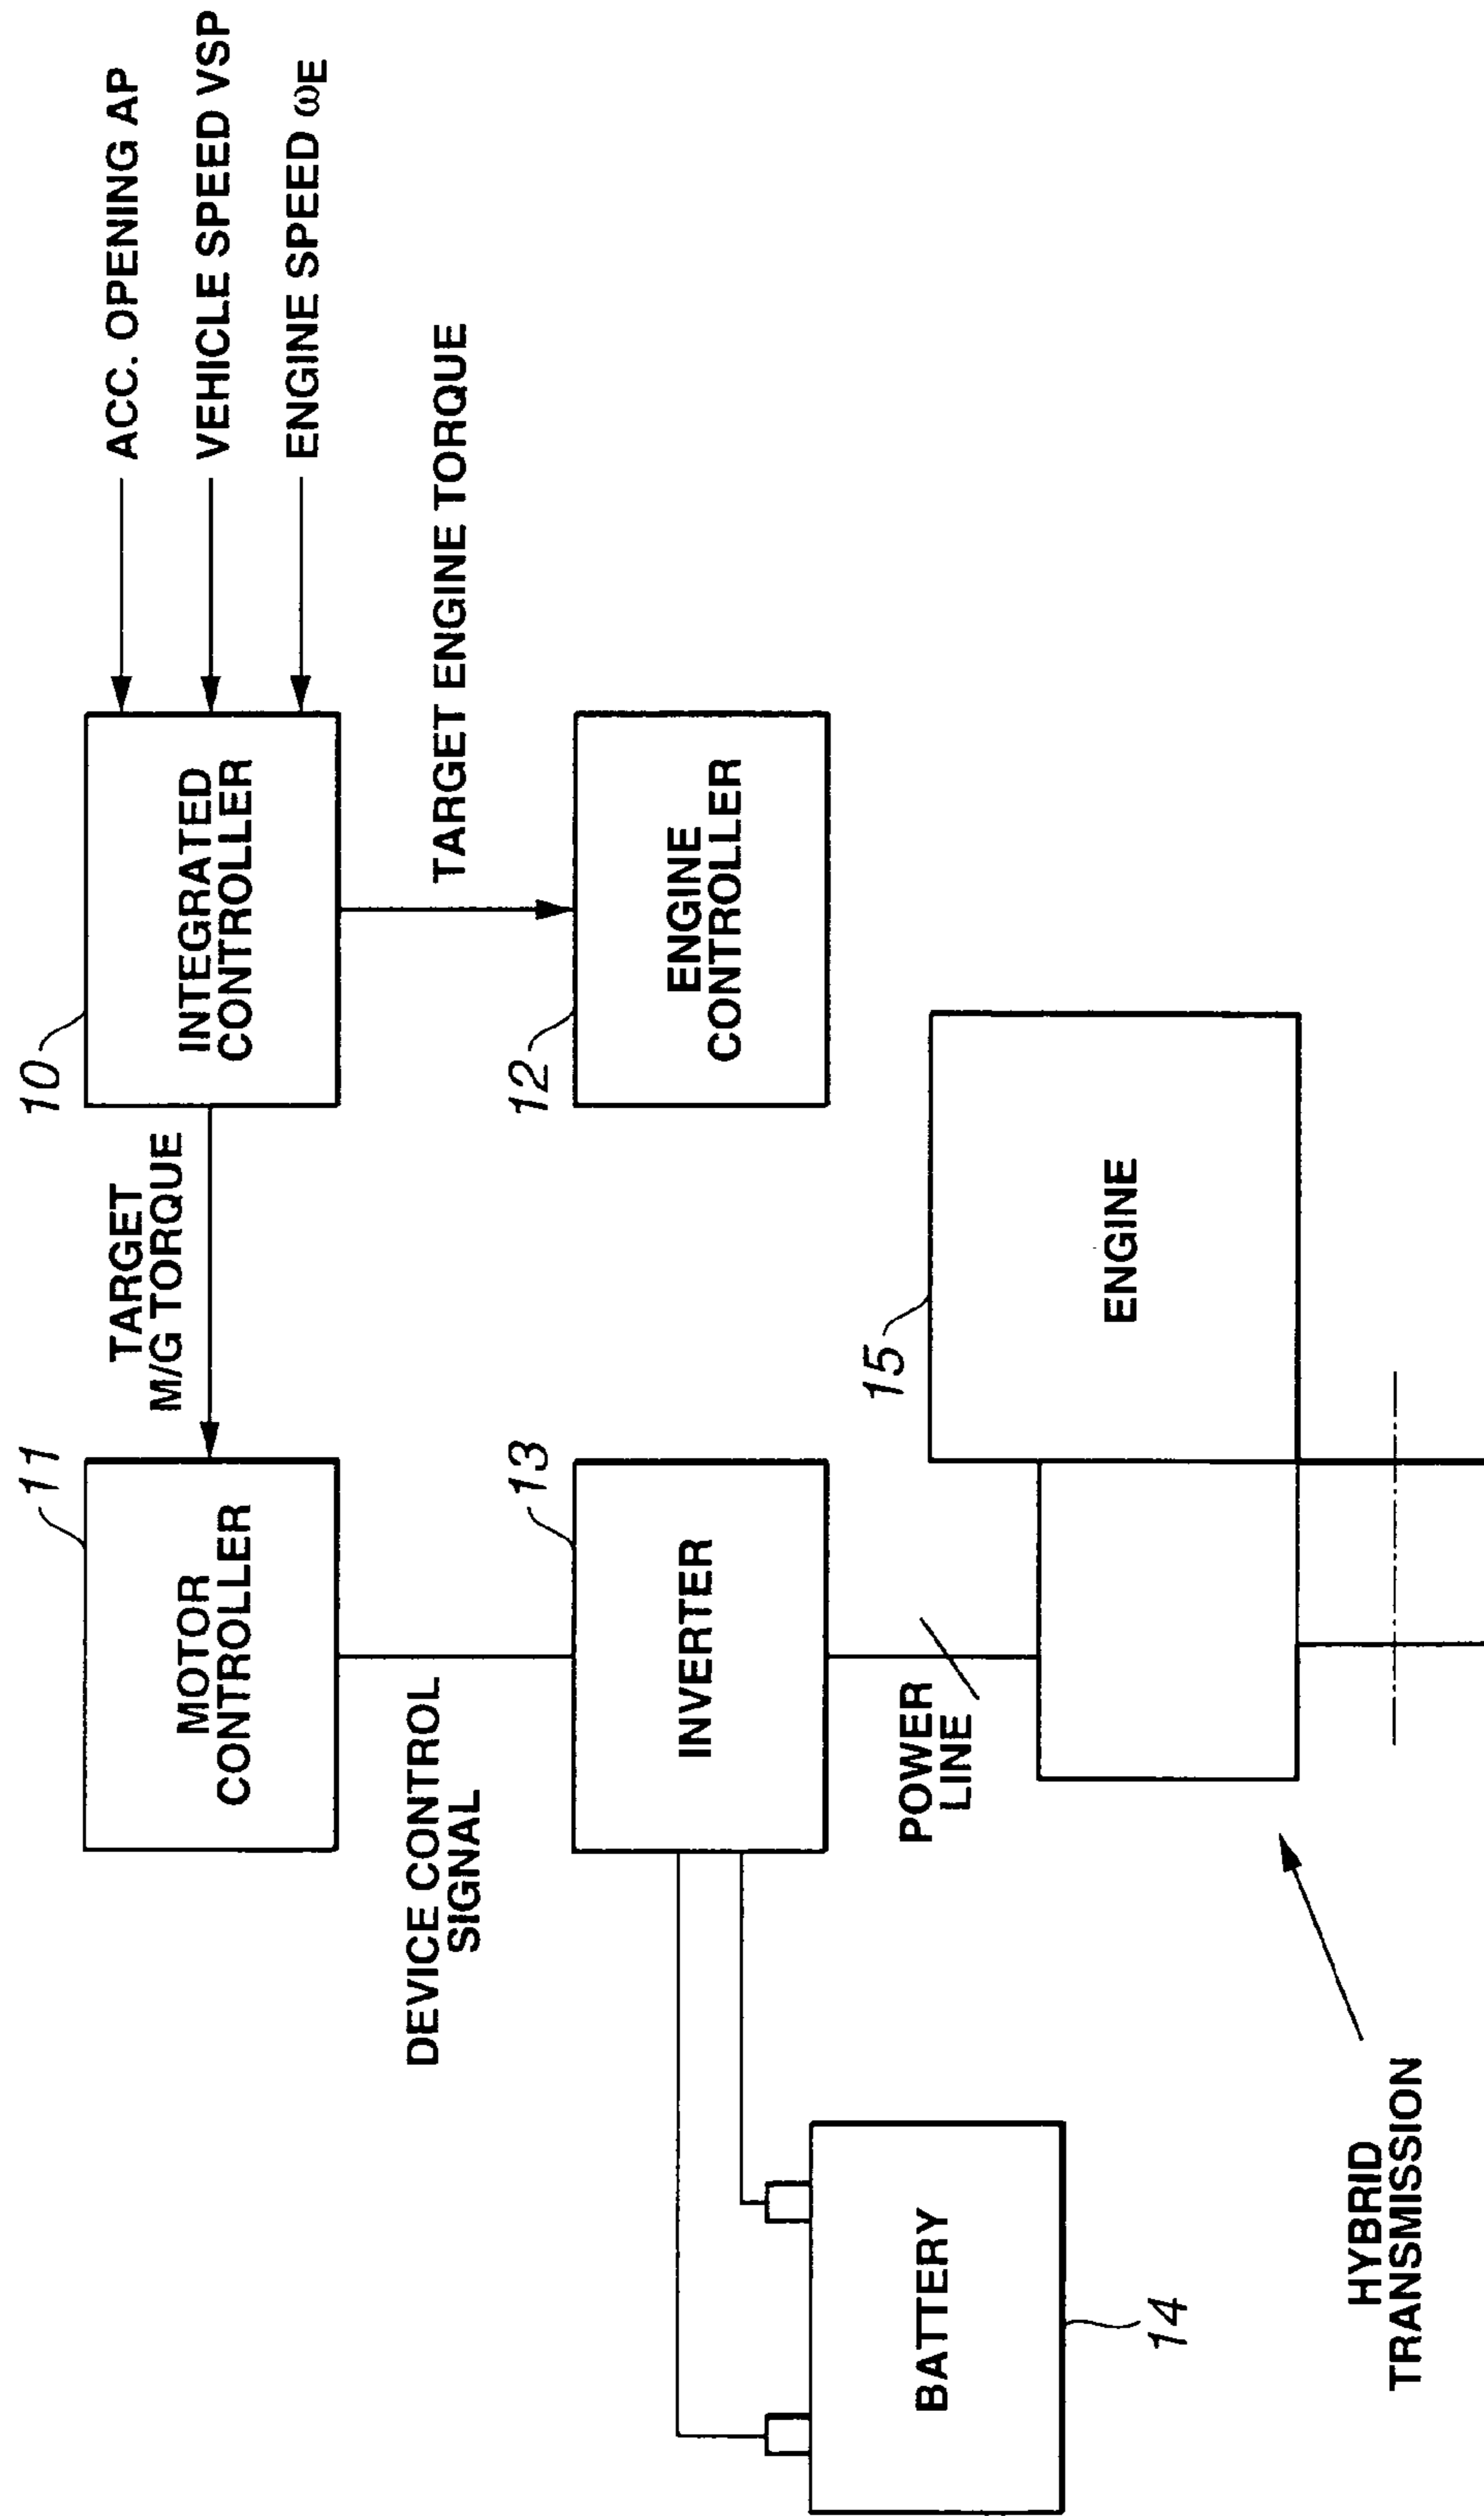 ACC. OPENING AP
VEHICLE SPEED VSP
ENGINE SPEED ωE
10
INTEGRATED
CONTROLLER
TARGET
M/G TORQUE
11
MOTOR
CONTROLLER
TARGET ENGINE TORQUE
12
ENGINE
CONTROLLER
DEVICE CONTROL
SIGNAL
13
INVERTER
POWER
LINE
15
ENGINE
BATTERY
14
HYBRID
TRANSMISSION